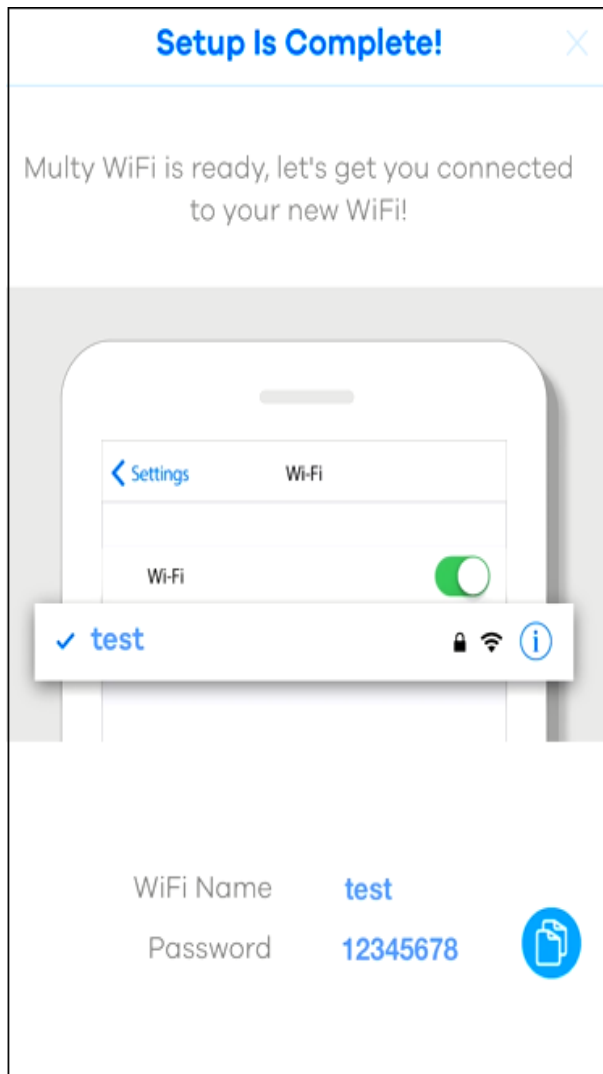 Setup Is Complete!
Multy WiFi is ready, let's get you connected
to your new WiFi!
Settings Wi-Fi
Wi-Fi
test
WiFi Name test
Password 12345678